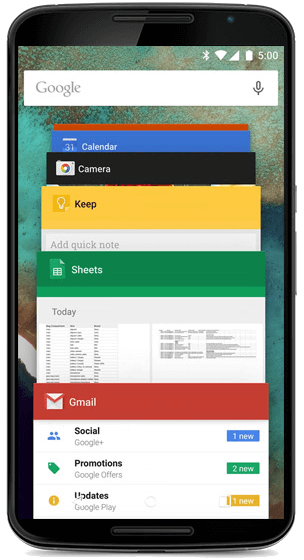 5:00
Google
31
Calendar
Camera
Keep
Add quick note
Sheets
Today
Gmail
Social
Google+
1 new
Promotions
Google Offers
2 new
Updates
Google Play
1 new